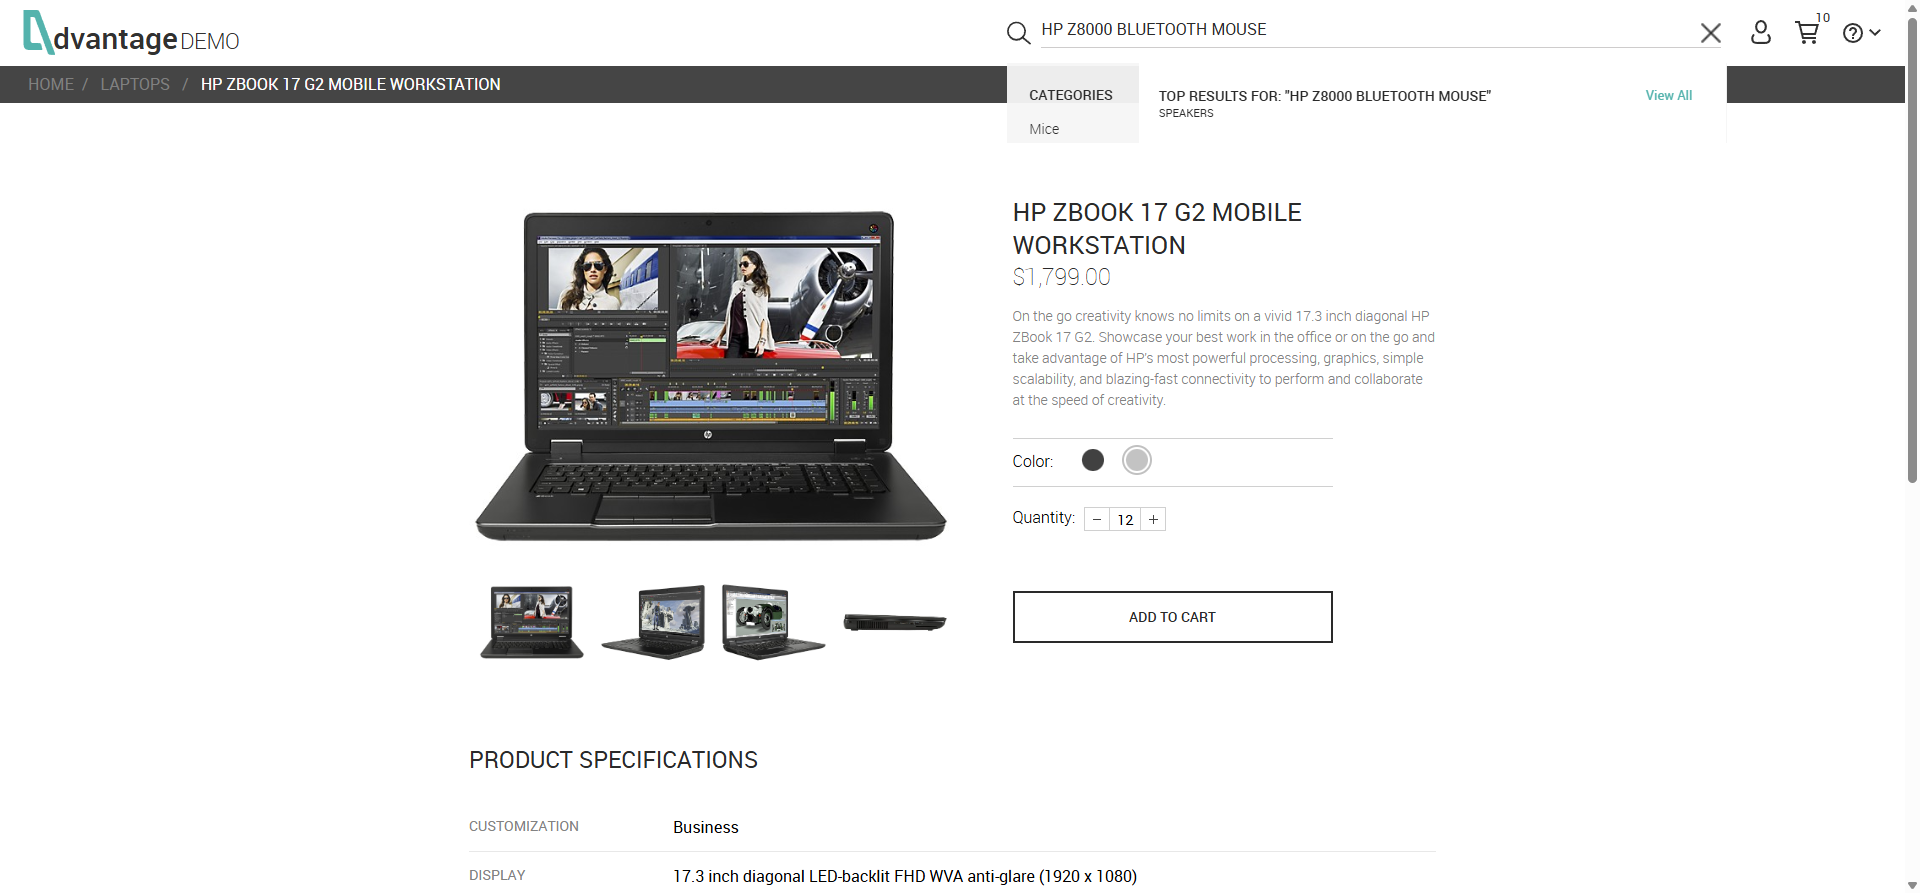 dvantage DEMO
HP Z8000 BLUETOOTH MOUSE
10
HOME / LAPTOPS / HP ZBOOK 17 G2 MOBILE WORKSTATION
CATEGORIES
Mice
TOP RESULTS FOR: "HP Z8000 BLUETOOTH MOUSE"
View All
SPEAKERS
HP ZBOOK 17 G2 MOBILE
WORKSTATION
$1,799.00
On the go creativity knows no limits on a vivid 17.3 inch diagonal HP
ZBook 17 G2. Showcase your best work in the office or on the go and
take advantage of HP's most powerful processing, graphics, simple
scalability, and blazing-fast connectivity to perform and collaborate
at the speed of creativity.
Color:
Quantity: − 12 +
ADD TO CART
PRODUCT SPECIFICATIONS
CUSTOMIZATION Business
DISPLAY 17.3 inch diagonal LED-backlit FHD WVA anti-glare (1920 x 1080)